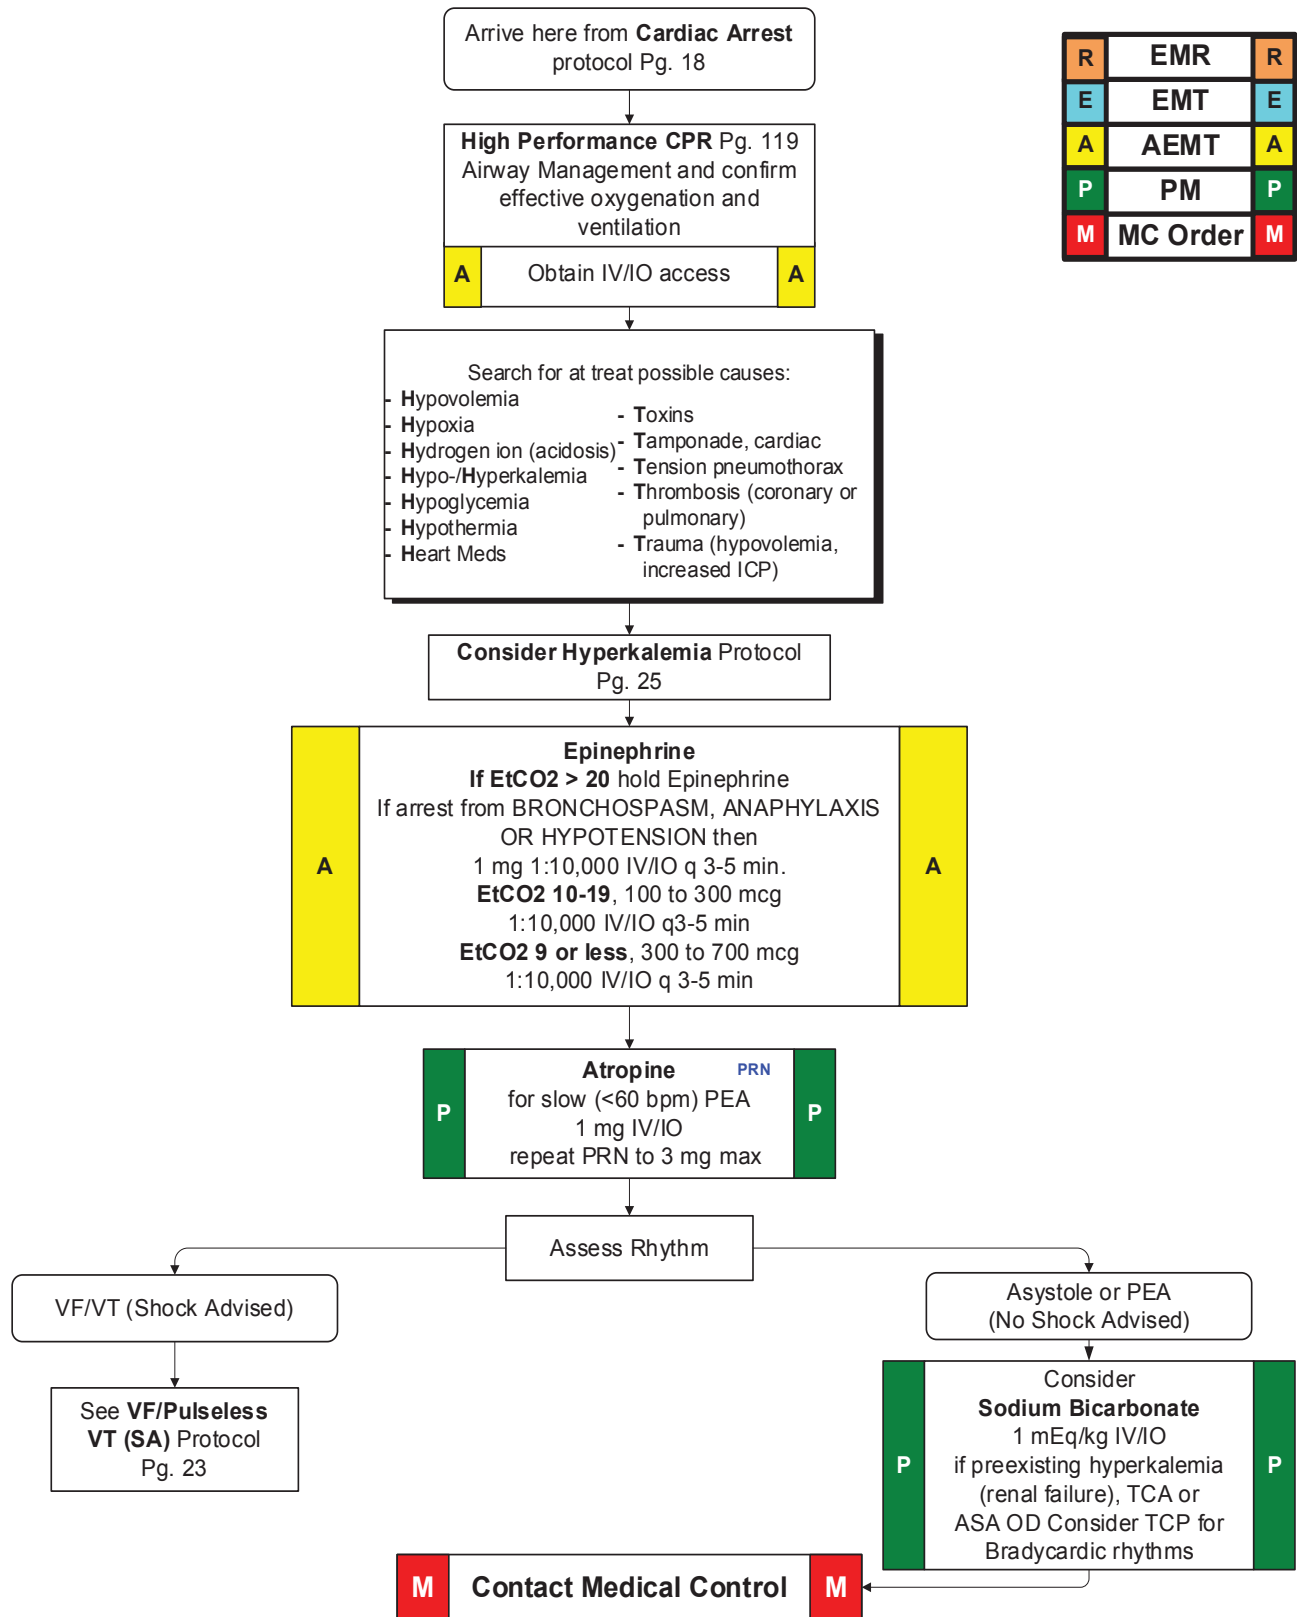 Arrive here from Cardiac Arrest
protocol Pg. 18
R EMR R
E EMT E
A AEMT A
P PM P
M MC Order M
High Performance CPR Pg. 119
Airway Management and confirm
effective oxygenation and
ventilation
A Obtain IV/IO access A
Search for at treat possible causes:
- Hypovolemia
- Hypoxia
- Hydrogen ion (acidosis)
- Hypo-/Hyperkalemia
- Hypoglycemia
- Hypothermia
- Heart Meds
- Toxins
- Tamponade, cardiac
- Tension pneumothorax
- Thrombosis (coronary or
pulmonary)
- Trauma (hypovolemia,
increased ICP)
Consider Hyperkalemia Protocol
Pg. 25
Epinephrine
If EtCO2 > 20 hold Epinephrine
If arrest from BRONCHOSPASM, ANAPHYLAXIS
OR HYPOTENSION then
A 1 mg 1:10,000 IV/IO q 3-5 min. A
EtCO2 10-19, 100 to 300 mcg
1:10,000 IV/IO q3-5 min
EtCO2 9 or less, 300 to 700 mcg
1:10,000 IV/IO q 3-5 min
Atropine PRN
for slow (<60 bpm) PEA
P 1 mg IV/IO P
repeat PRN to 3 mg max
Assess Rhythm
VF/VT (Shock Advised)
See VF/Pulseless
VT (SA) Protocol
Pg. 23
Asystole or PEA
(No Shock Advised)
Consider
Sodium Bicarbonate
1 mEq/kg IV/IO
P if preexisting hyperkalemia P
(renal failure), TCA or
ASA OD Consider TCP for
Bradycardic rhythms
M Contact Medical Control M